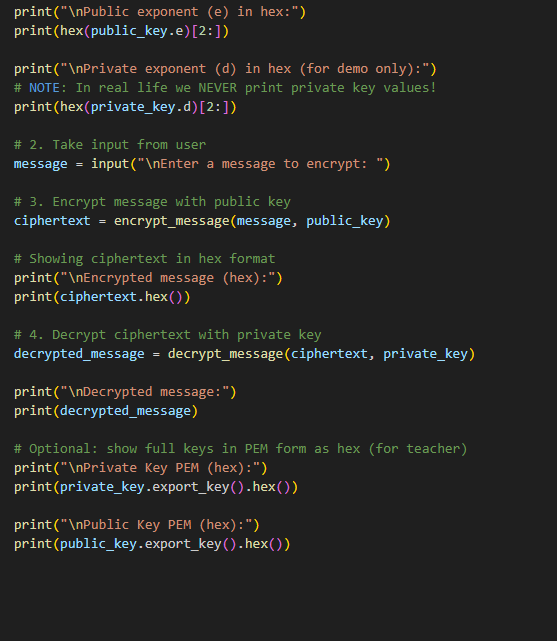 print("\nPublic exponent (e) in hex:")
print(hex(public_key.e)[2:])
print("\nPrivate exponent (d) in hex (for demo only):")
# NOTE: In real life we NEVER print private key values!
print(hex(private_key.d)[2:])
# 2. Take input from user
message = input("\nEnter a message to encrypt: ")
# 3. Encrypt message with public key
ciphertext = encrypt_message(message, public_key)
# Showing ciphertext in hex format
print("\nEncrypted message (hex):")
print(ciphertext.hex())
# 4. Decrypt ciphertext with private key
decrypted_message = decrypt_message(ciphertext, private_key)
print("\nDecrypted message:")
print(decrypted_message)
# Optional: show full keys in PEM form as hex (for teacher)
print("\nPrivate Key PEM (hex):")
print(private_key.export_key().hex())
print("\nPublic Key PEM (hex):")
print(public_key.export_key().hex())